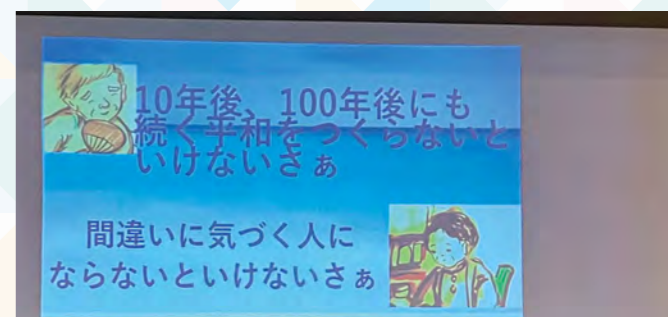 10年後、100年後にも
続く平和をつくらないと
いけないさぁ
間違いに気づく人に
ならないといけないさぁ